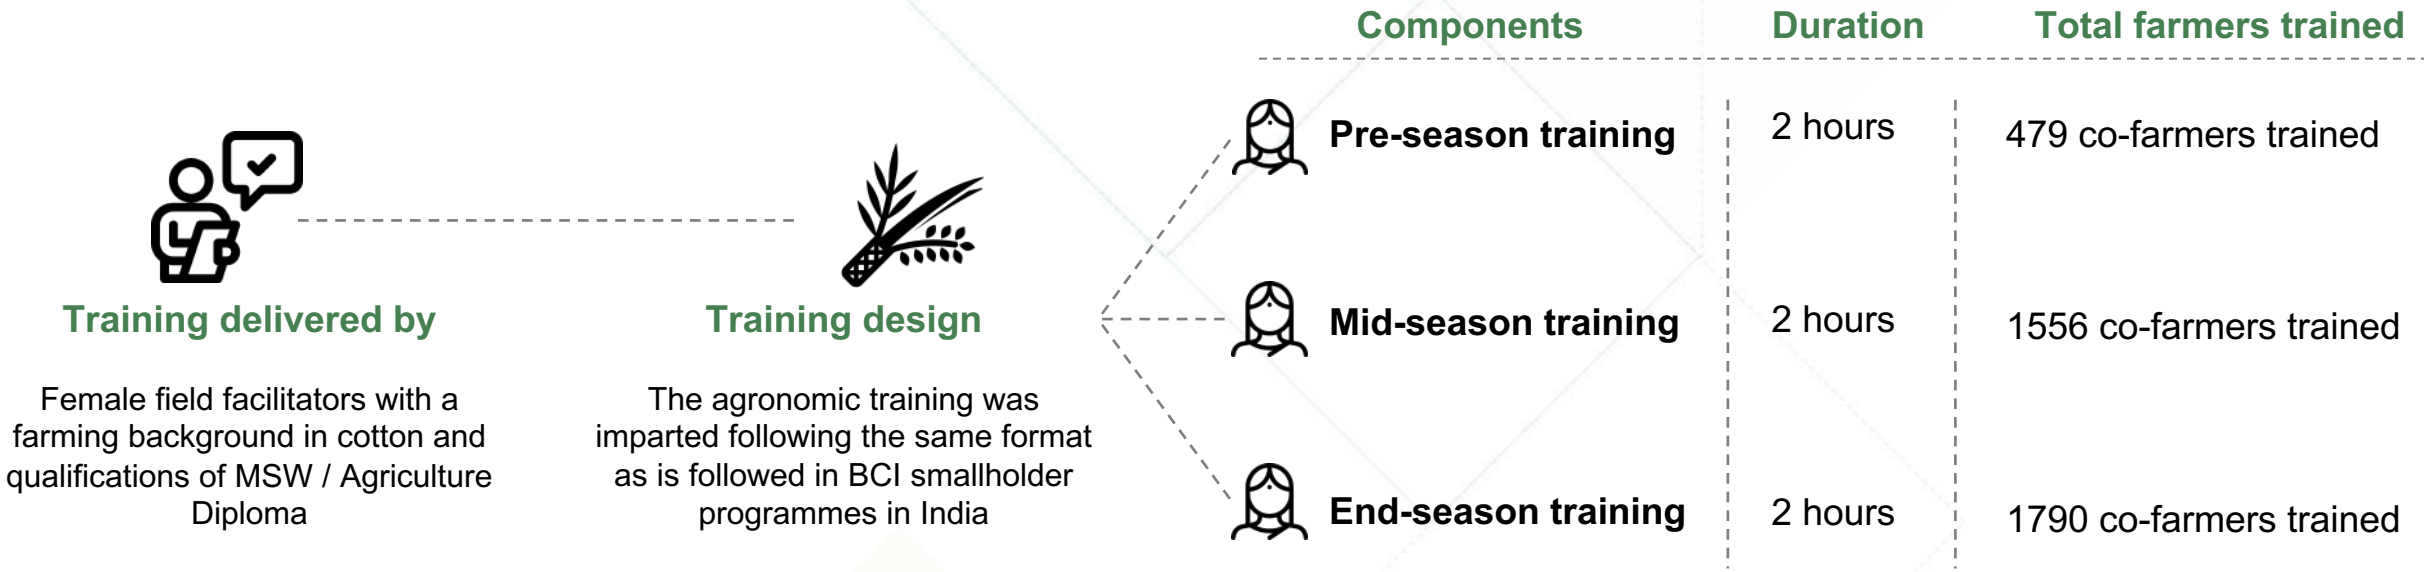 Components Duration Total farmers trained
Pre-season training 2 hours 479 co-farmers trained
Mid-season training 2 hours 1556 co-farmers trained
End-season training 2 hours 1790 co-farmers trained
Training delivered by
Female field facilitators with a
farming background in cotton and
qualifications of MSW / Agriculture
Diploma
Training design
The agronomic training was
imparted following the same format
as is followed in BCI smallholder
programmes in India